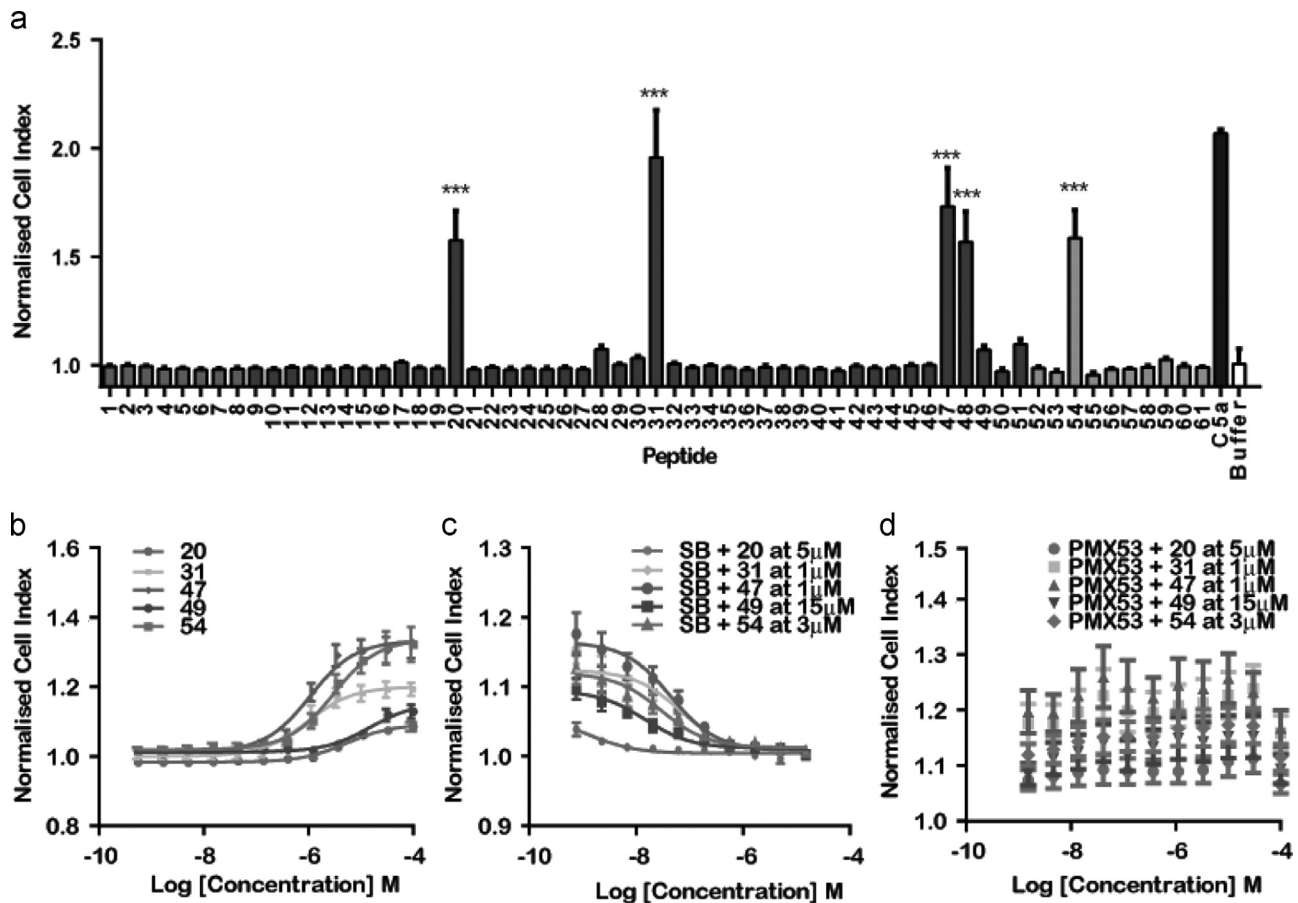 a
Normalised Cell Index
2.5
2.0
1.5
1.0
***
***
***
***
***
1 2 3 4 5 6 7 8 9 10 11 12 13 14 15 16 17 18 19 20 21 22 23 24 25 26 27 28 29 30 31 32 33 34 35 36 37 38 39 40 41 42 43 44 45 46 47 48 49 50 51 52 53 54 55 56 57 58 59 60 61 C5a Buffer
Peptide
b
Normalised Cell Index
1.6
1.4
1.2
1.0
0.8
20
31
47
49
54
-10 -8 -6 -4
Log [Concentration] M
c
Normalised Cell Index
1.3
1.2
1.1
1.0
0.9
SB + 20 at 5μM
SB + 31 at 1μM
SB + 47 at 1μM
SB + 49 at 15μM
SB + 54 at 3μM
-10 -8 -6 -4
Log [Concentration] M
d
Normalised Cell Index
1.5
1.4
1.3
1.2
1.1
1.0
PMX53 + 20 at 5μM
PMX53 + 31 at 1μM
PMX53 + 47 at 1μM
PMX53 + 49 at 15μM
PMX53 + 54 at 3μM
-10 -8 -6 -4
Log [Concentration] M